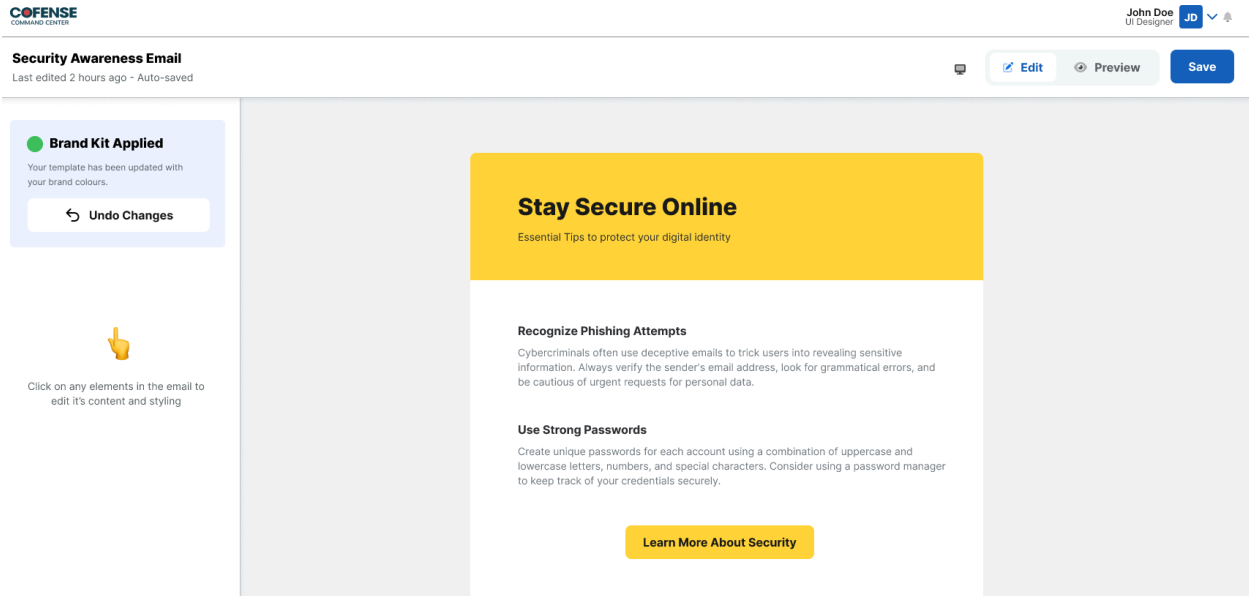 COFENSE
COMMAND CENTER
John Doe
UI Designer
JD
Security Awareness Email
Last edited 2 hours ago - Auto-saved
Edit
Preview
Save
Brand Kit Applied
Your template has been updated with
your brand colours.
Undo Changes
Click on any elements in the email to
edit it's content and styling
Stay Secure Online
Essential Tips to protect your digital identity
Recognize Phishing Attempts
Cybercriminals often use deceptive emails to trick users into revealing sensitive
information. Always verify the sender's email address, look for grammatical errors, and
be cautious of urgent requests for personal data.
Use Strong Passwords
Create unique passwords for each account using a combination of uppercase and
lowercase letters, numbers, and special characters. Consider using a password manager
to keep track of your credentials securely.
Learn More About Security